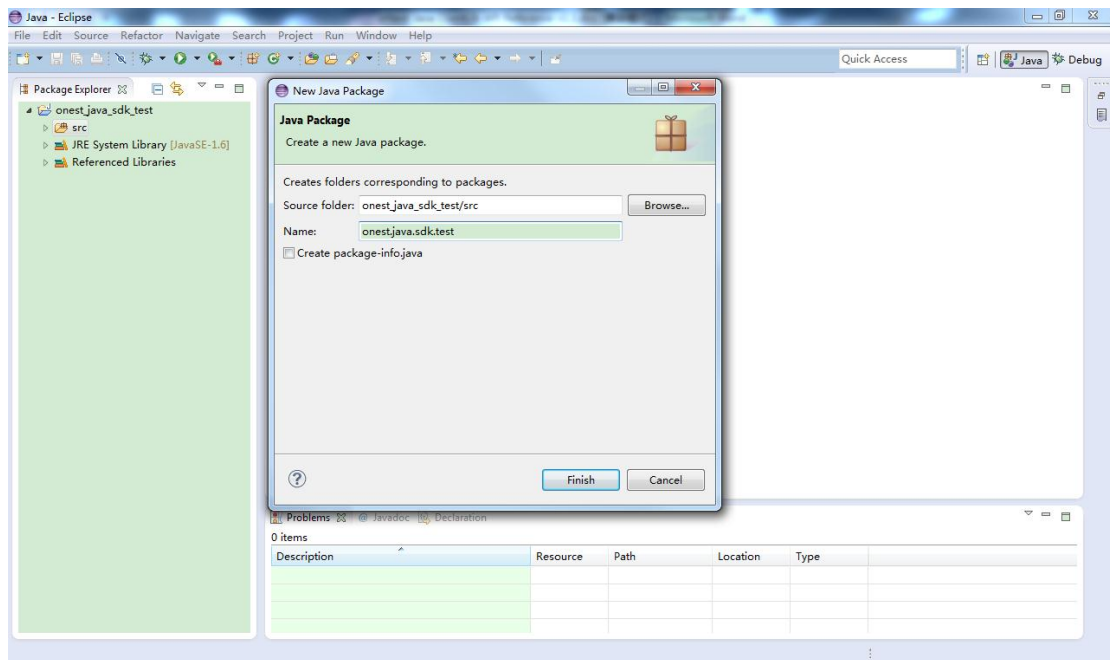 Java - Eclipse
File Edit Source Refactor Navigate Search Project Run Window Help
Quick Access
Java
Debug
Package Explorer
onest_java_sdk_test
src
JRE System Library [JavaSE-1.6]
Referenced Libraries
New Java Package
Java Package
Create a new Java package.
Creates folders corresponding to packages.
Source folder: onest_java_sdk_test/src Browse...
Name: onest.java.sdk.test
Create package-info.java
? Finish Cancel
Problems @ Javadoc Declaration
0 items
Description Resource Path Location Type